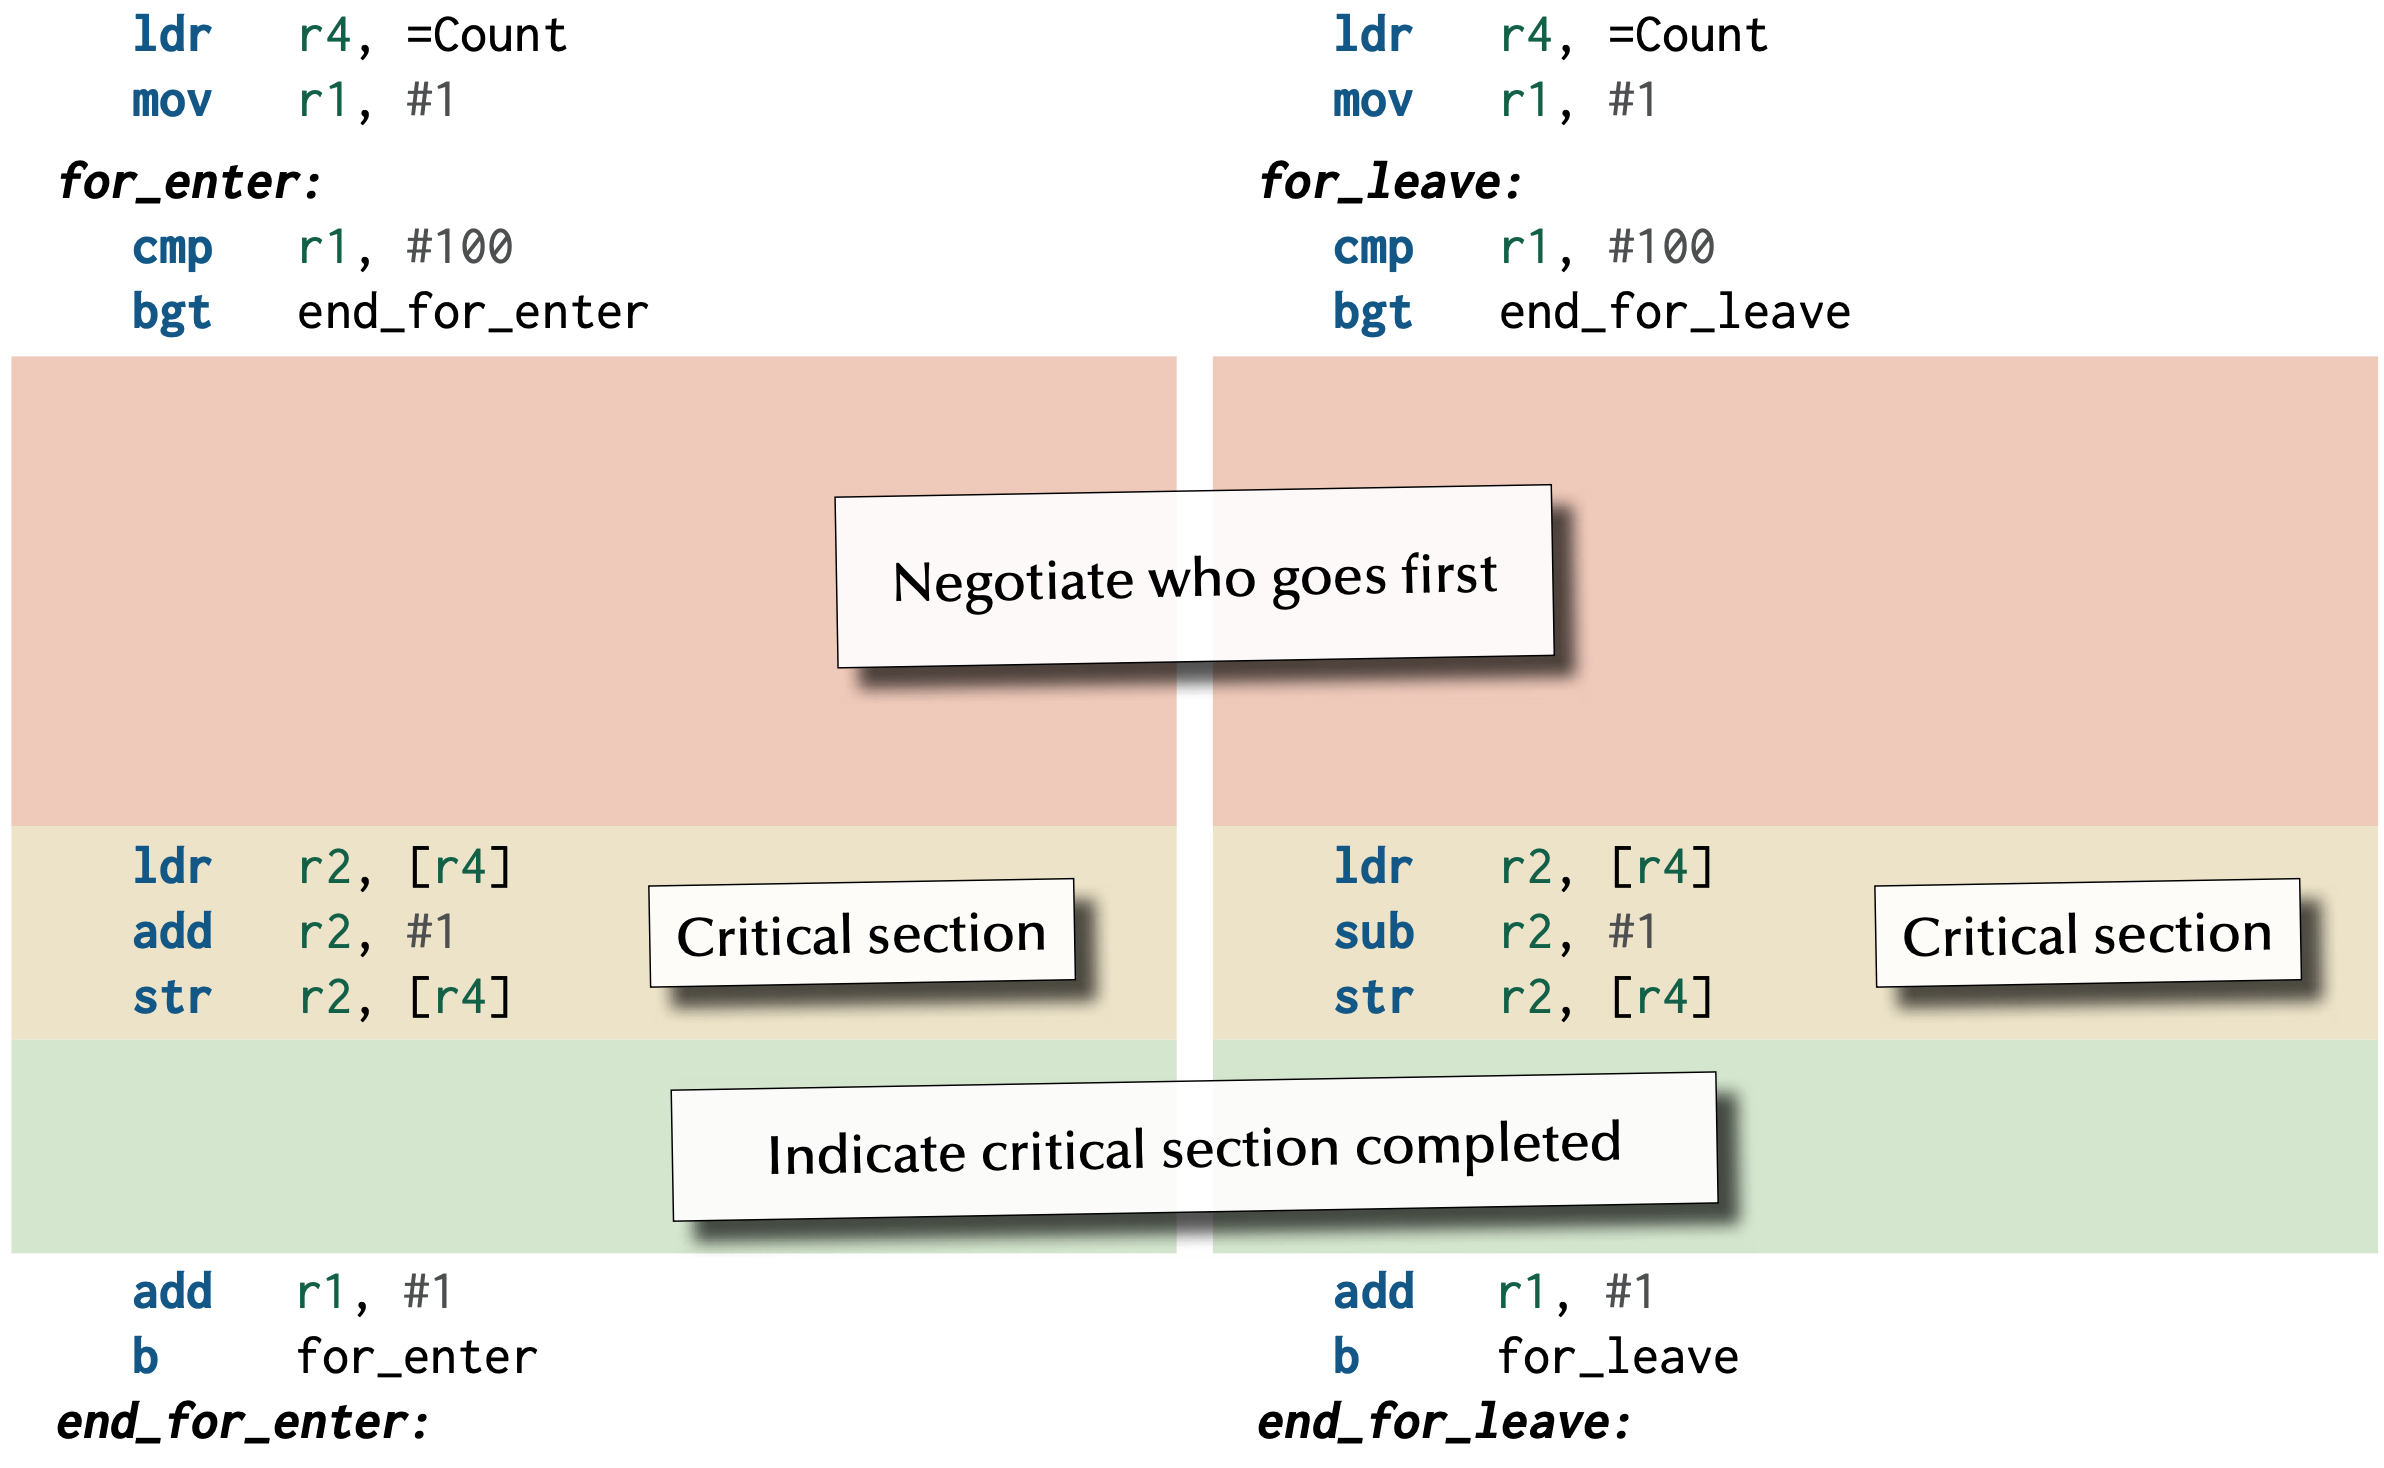 ldr r4, =Count
mov r1, #1
for_enter:
cmp r1, #100
bgt end_for_enter
ldr r4, =Count
mov r1, #1
for_leave:
cmp r1, #100
bgt end_for_leave
Negotiate who goes first
ldr r2, [r4]
add r2, #1
str r2, [r4]
Critical section
ldr r2, [r4]
sub r2, #1
str r2, [r4]
Critical section
Indicate critical section completed
add r1, #1
b for_enter
end_for_enter:
add r1, #1
b for_leave
end_for_leave: